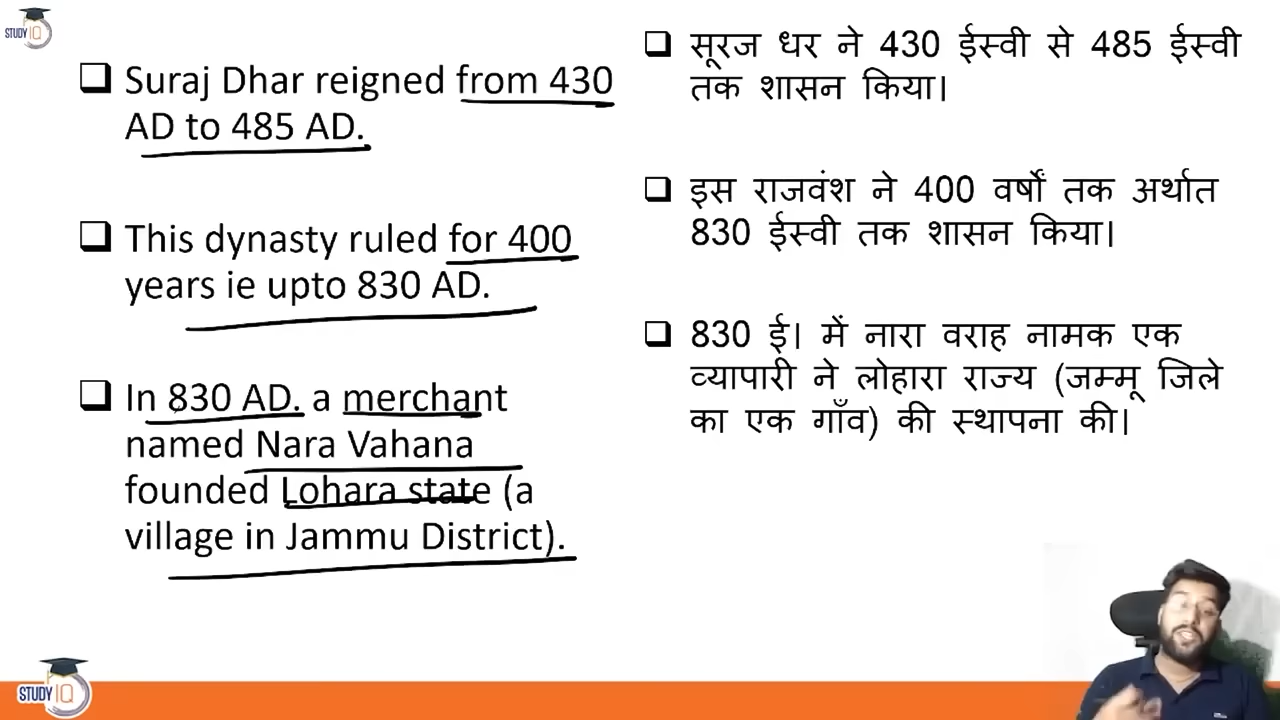 STUDY IQ
❑ Suraj Dhar reigned from 430
AD to 485 AD.
❑ This dynasty ruled for 400
years ie upto 830 AD.
❑ In 830 AD. a merchant
named Nara Vahana
founded Lohara state (a
village in Jammu District).
❑ सूरज धर ने 430 ईस्वी से 485 ईस्वी
तक शासन किया।
❑ इस राजवंश ने 400 वर्षों तक अर्थात
830 ईस्वी तक शासन किया।
❑ 830 ई। में नारा वराह नामक एक
व्यापारी ने लोहारा राज्य (जम्मू जिले
का एक गाँव) की स्थापना की।
STUDY IQ